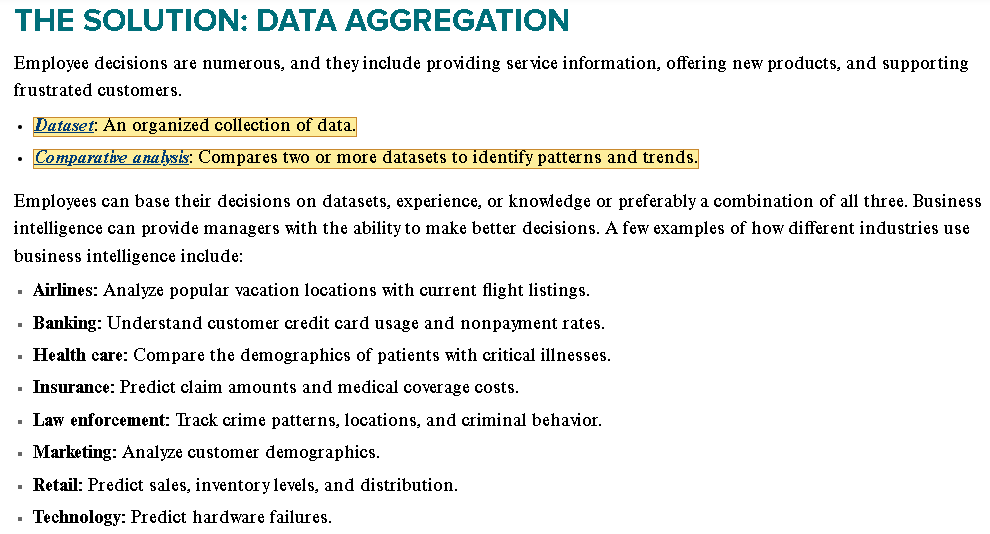 THE SOLUTION: DATA AGGREGATION
Employee decisions are numerous, and they include providing service information, offering new products, and supporting
frustrated customers.
• Dataset: An organized collection of data.
• Comparative analysis: Compares two or more datasets to identify patterns and trends.
Employees can base their decisions on datasets, experience, or knowledge or preferably a combination of all three. Business
intelligence can provide managers with the ability to make better decisions. A few examples of how different industries use
business intelligence include:
▪ Airlines: Analyze popular vacation locations with current flight listings.
▪ Banking: Understand customer credit card usage and nonpayment rates.
▪ Health care: Compare the demographics of patients with critical illnesses.
▪ Insurance: Predict claim amounts and medical coverage costs.
▪ Law enforcement: Track crime patterns, locations, and criminal behavior.
▪ Marketing: Analyze customer demographics.
▪ Retail: Predict sales, inventory levels, and distribution.
▪ Technology: Predict hardware failures.